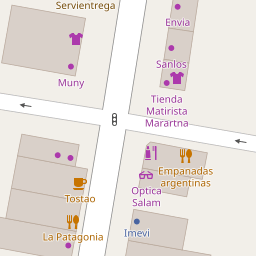 Servientrega
Envia
Sanlos
Muny
Tienda
Matirista
Marartna
Empanadas
argentinas
Tostao
Optica
Salam
La Patagonia
Imevi